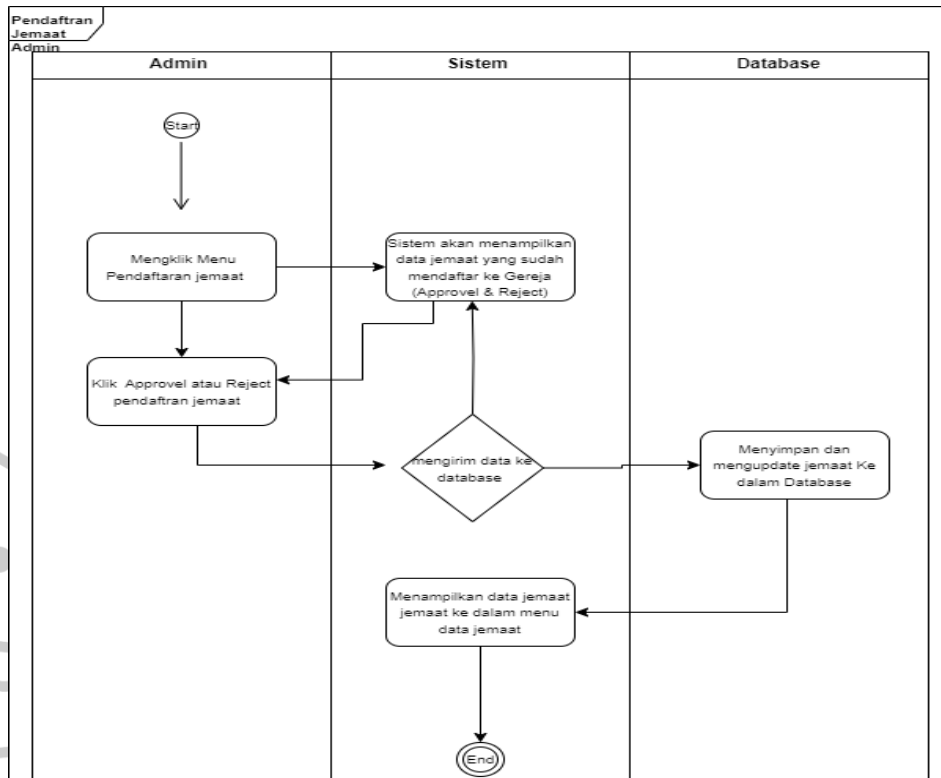 Pendaftran
Jemaat
Admin
Admin
Sistem
Database
Start
Mengklik Menu
Pendaftaran jemaat
Sistem akan menampilkan
data jemaat yang sudah
mendaftar ke Gereja
(Approvel & Reject)
Klik Approvel atau Reject
pendaftran jemaat
mengirim data ke
database
Menyimpan dan
mengupdate jemaat Ke
dalam Database
Menampilkan data jemaat
jemaat ke dalam menu
data jemaat
End